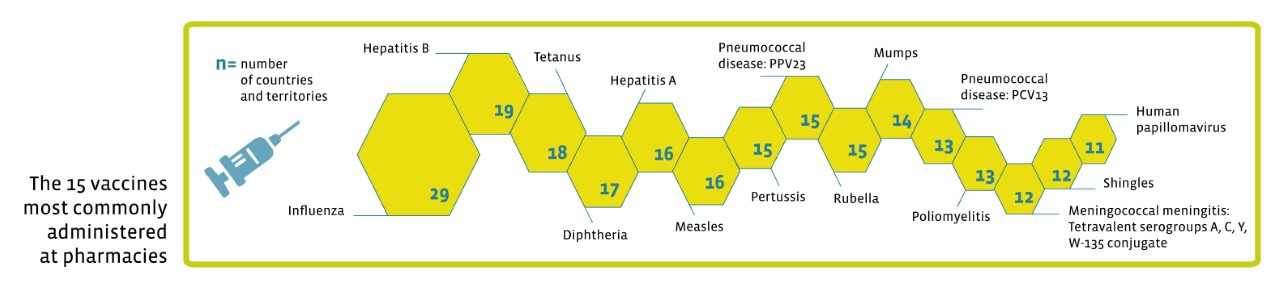 The 15 vaccines
most commonly
administered
at pharmacies
n= number
of countries
and territories
Influenza
29
Hepatitis B
19
Tetanus
18
Diphtheria
17
Hepatitis A
16
Measles
16
Pertussis
15
Pneumococcal
disease: PPV23
15
Rubella
15
Mumps
14
Pneumococcal
disease: PCV13
13
Poliomyelitis
13
Meningococcal meningitis:
Tetravalent serogroups A, C, Y,
W-135 conjugate
12
Shingles
12
Human
papillomavirus
11